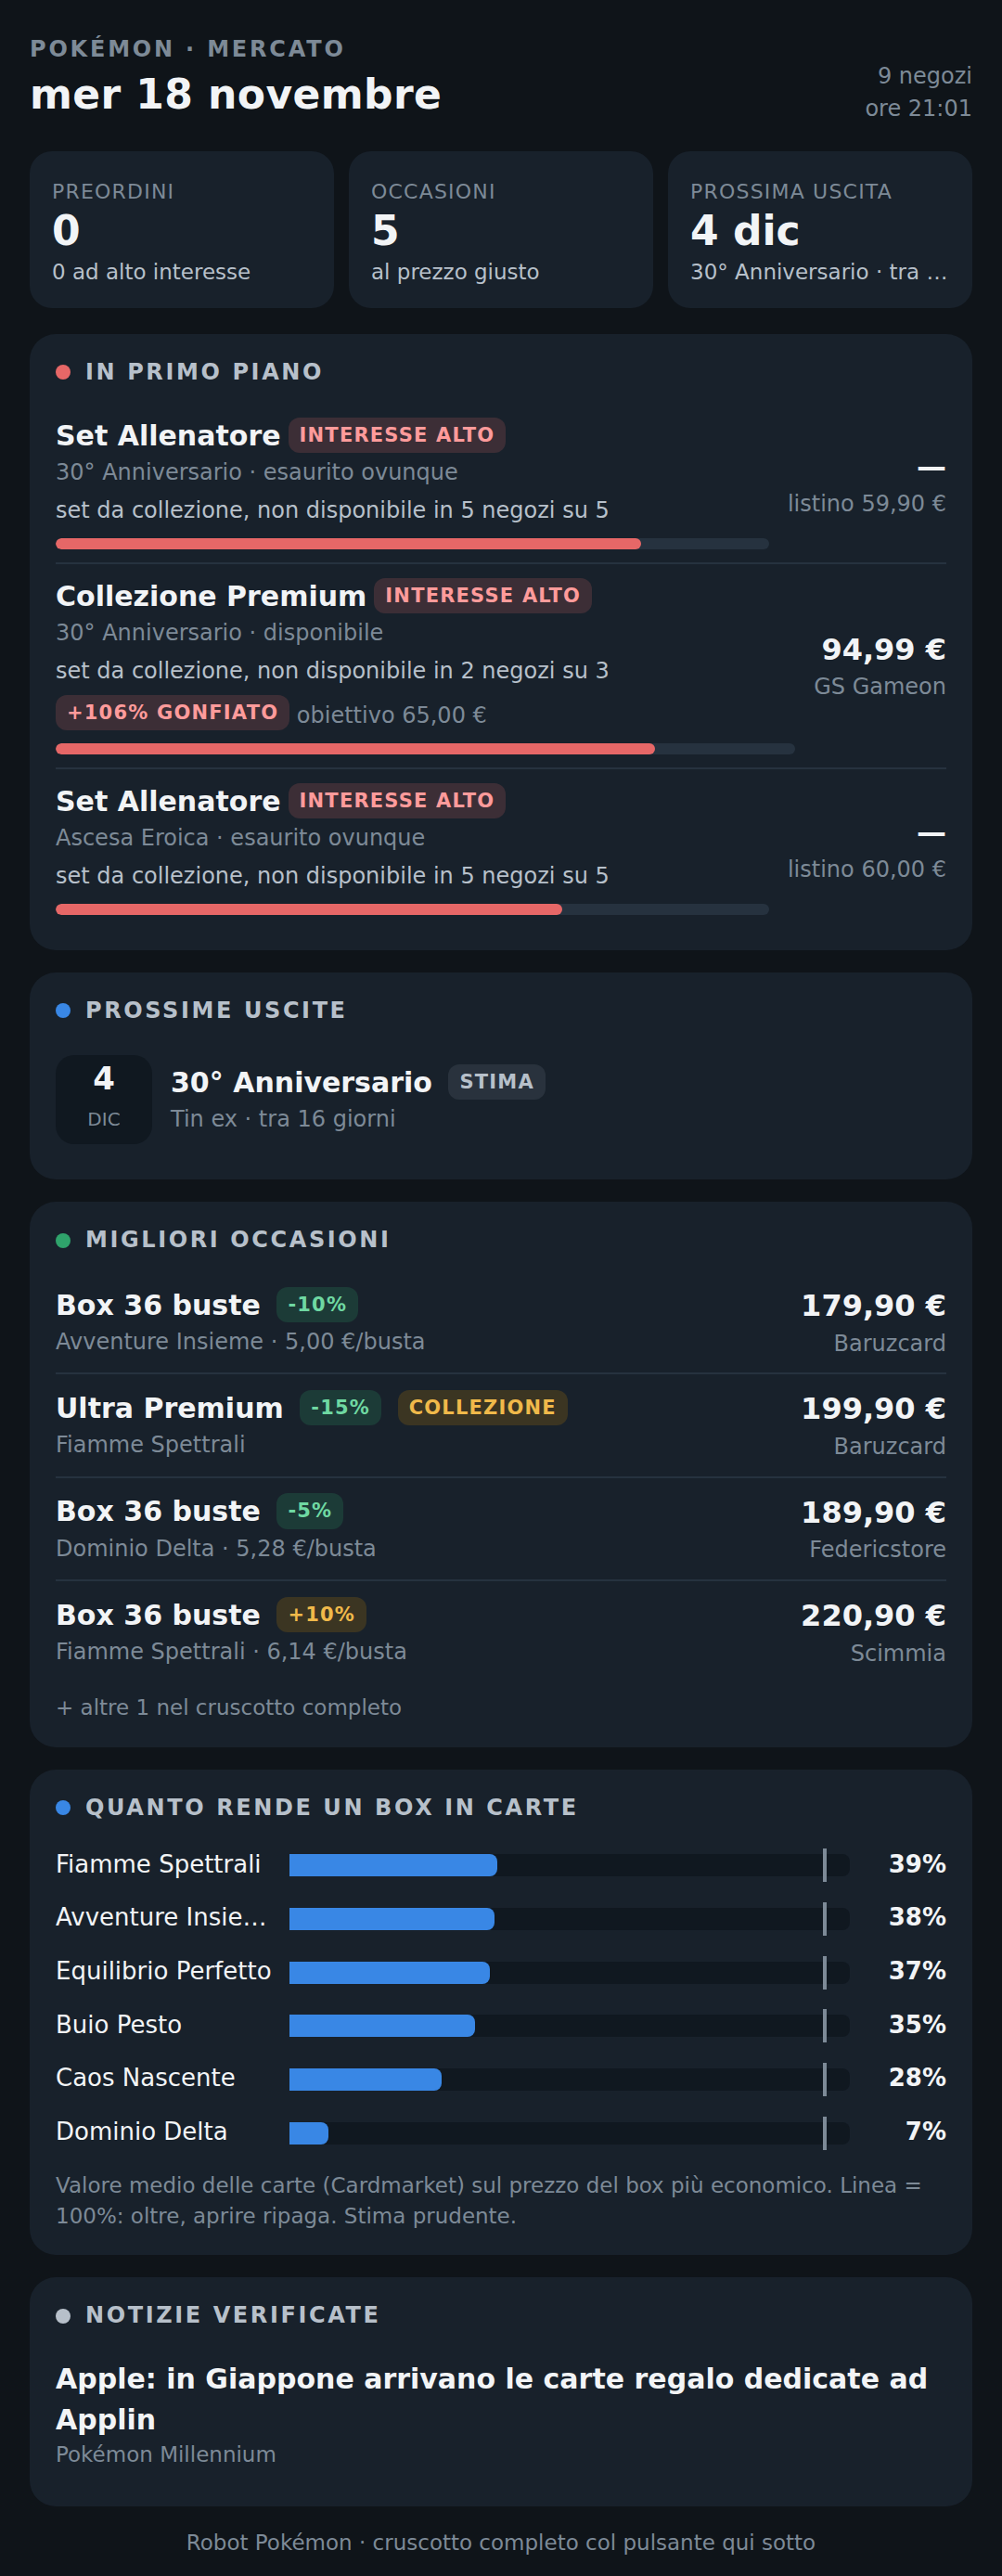 POKÉMON · MERCATO
mer 18 novembre
9 negozi
ore 21:01
PREORDINI
0
0 ad alto interesse
OCCASIONI
5
al prezzo giusto
PROSSIMA USCITA
4 dic
30° Anniversario · tra …
IN PRIMO PIANO
Set Allenatore INTERESSE ALTO
30° Anniversario · esaurito ovunque
set da collezione, non disponibile in 5 negozi su 5
—
listino 59,90 €
Collezione Premium INTERESSE ALTO
30° Anniversario · disponibile
set da collezione, non disponibile in 2 negozi su 3
+106% GONFIATO obiettivo 65,00 €
94,99 €
GS Gameon
Set Allenatore INTERESSE ALTO
Ascesa Eroica · esaurito ovunque
set da collezione, non disponibile in 5 negozi su 5
—
listino 60,00 €
PROSSIME USCITE
4
DIC
30° Anniversario STIMA
Tin ex · tra 16 giorni
MIGLIORI OCCASIONI
Box 36 buste -10%
Avventure Insieme · 5,00 €/busta
179,90 €
Baruzcard
Ultra Premium -15% COLLEZIONE
Fiamme Spettrali
199,90 €
Baruzcard
Box 36 buste -5%
Dominio Delta · 5,28 €/busta
189,90 €
Federicstore
Box 36 buste +10%
Fiamme Spettrali · 6,14 €/busta
220,90 €
Scimmia
+ altre 1 nel cruscotto completo
QUANTO RENDE UN BOX IN CARTE
Fiamme Spettrali 39%
Avventure Insie… 38%
Equilibrio Perfetto 37%
Buio Pesto 35%
Caos Nascente 28%
Dominio Delta 7%
Valore medio delle carte (Cardmarket) sul prezzo del box più economico. Linea =
100%: oltre, aprire ripaga. Stima prudente.
NOTIZIE VERIFICATE
Apple: in Giappone arrivano le carte regalo dedicate ad
Applin
Pokémon Millennium
Robot Pokémon · cruscotto completo col pulsante qui sotto